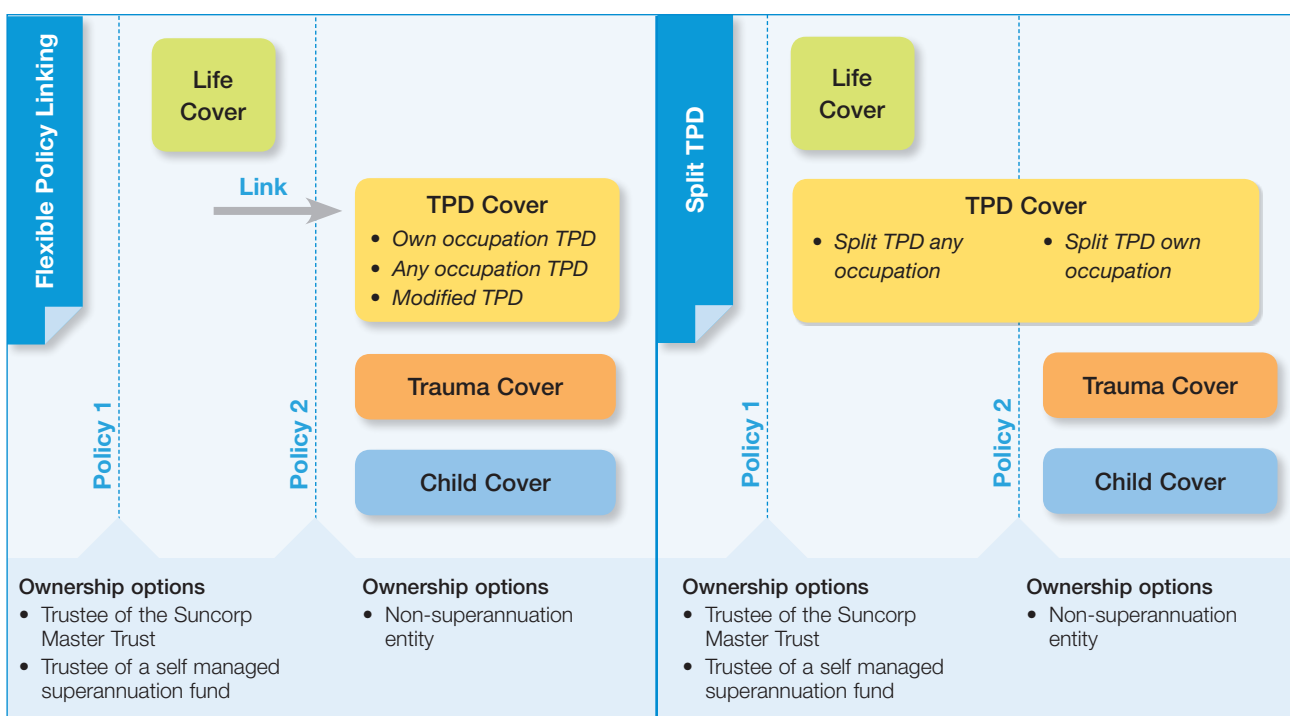 Flexible Policy Linking
Life
Cover
Link
TPD Cover
• Own occupation TPD
• Any occupation TPD
• Modified TPD
Trauma Cover
Child Cover
Policy 1
Policy 2
Ownership options
• Trustee of the Suncorp
Master Trust
• Trustee of a self managed
superannuation fund
Ownership options
• Non-superannuation
entity
Split TPD
Life
Cover
TPD Cover
• Split TPD any
occupation
• Split TPD own
occupation
Trauma Cover
Child Cover
Policy 1
Policy 2
Ownership options
• Trustee of the Suncorp
Master Trust
• Trustee of a self managed
superannuation fund
Ownership options
• Non-superannuation
entity